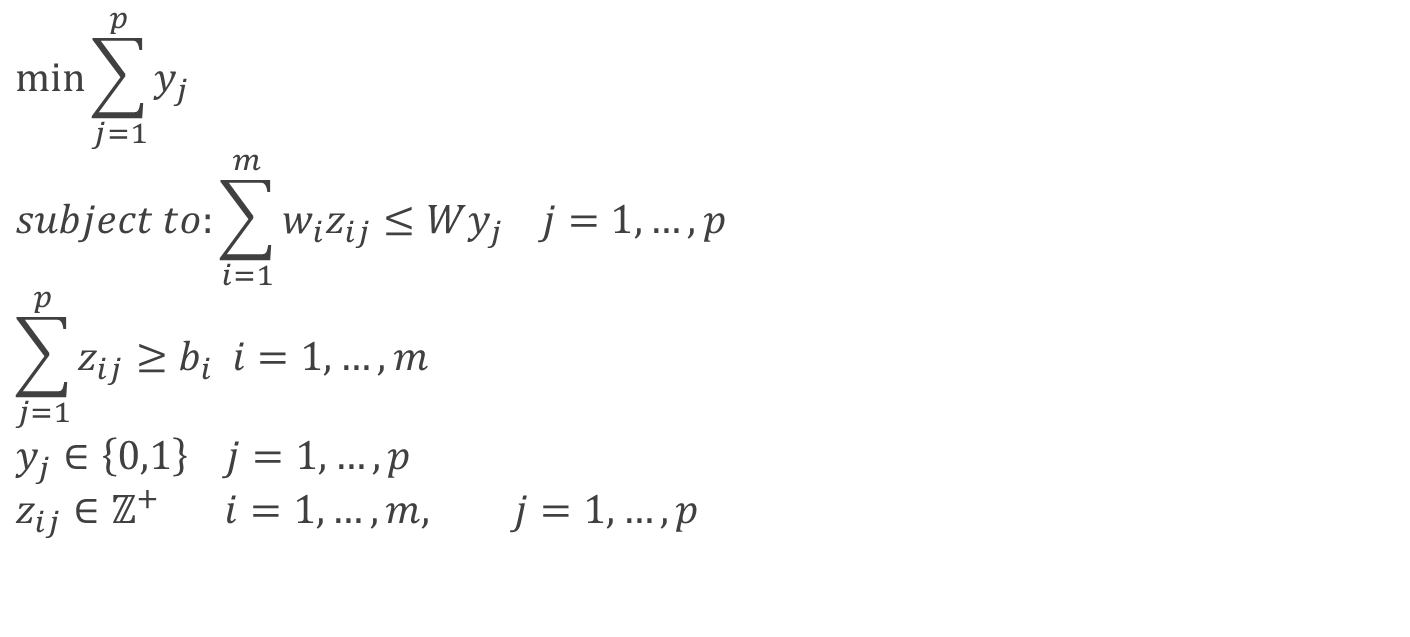 min ∑_{j=1}^{p} y_j
subject to: ∑_{i=1}^{m} w_i z_{ij} ≤ W y_j   j = 1, … , p
∑_{j=1}^{p} z_{ij} ≥ b_i  i = 1, … , m
y_j ∈ {0,1}   j = 1, … , p
z_{ij} ∈ ℤ⁺   i = 1, … , m,   j = 1, … , p